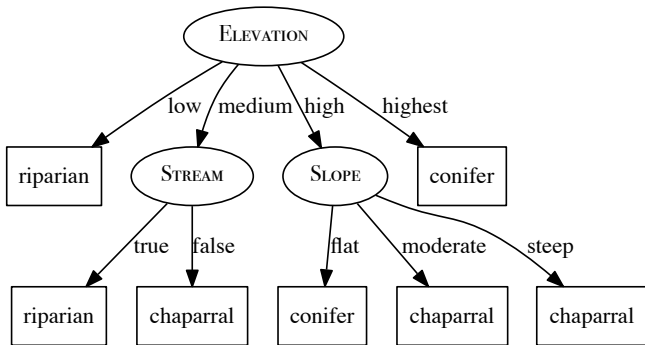 ELEVATION
low
medium
high
highest
riparian
STREAM
SLOPE
conifer
true
false
flat
moderate
steep
riparian
chaparral
conifer
chaparral
chaparral